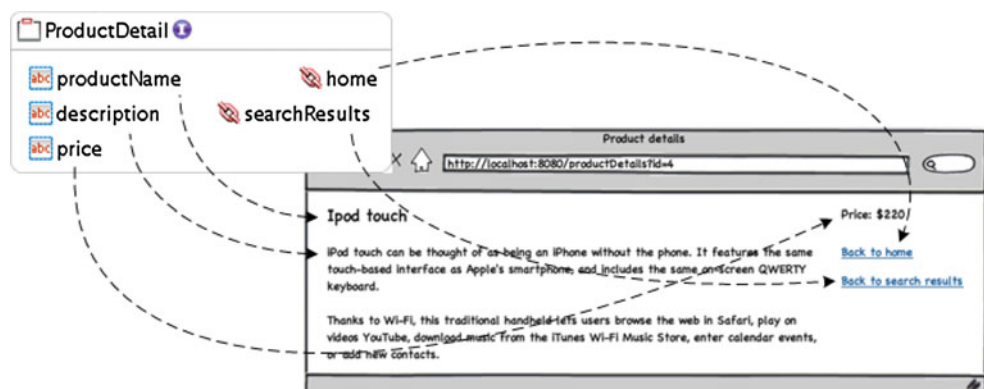 ProductDetail I
abc productName
home
abc description
searchResults
abc price
Product details
http://localhost:8080/productDetails?id=4
Ipod touch
Price: $220/
iPod touch can be thought of as being an iPhone without the phone. It features the same
touch-based interface as Apple's smartphone, and includes the same on-screen QWERTY
keyboard.
Back to home
Back to search results
Thanks to Wi-Fi, this traditional handheld lets users browse the web in Safari, play on
videos YouTube, download music from the iTunes Wi-Fi Music Store, enter calendar events,
or add new contacts.